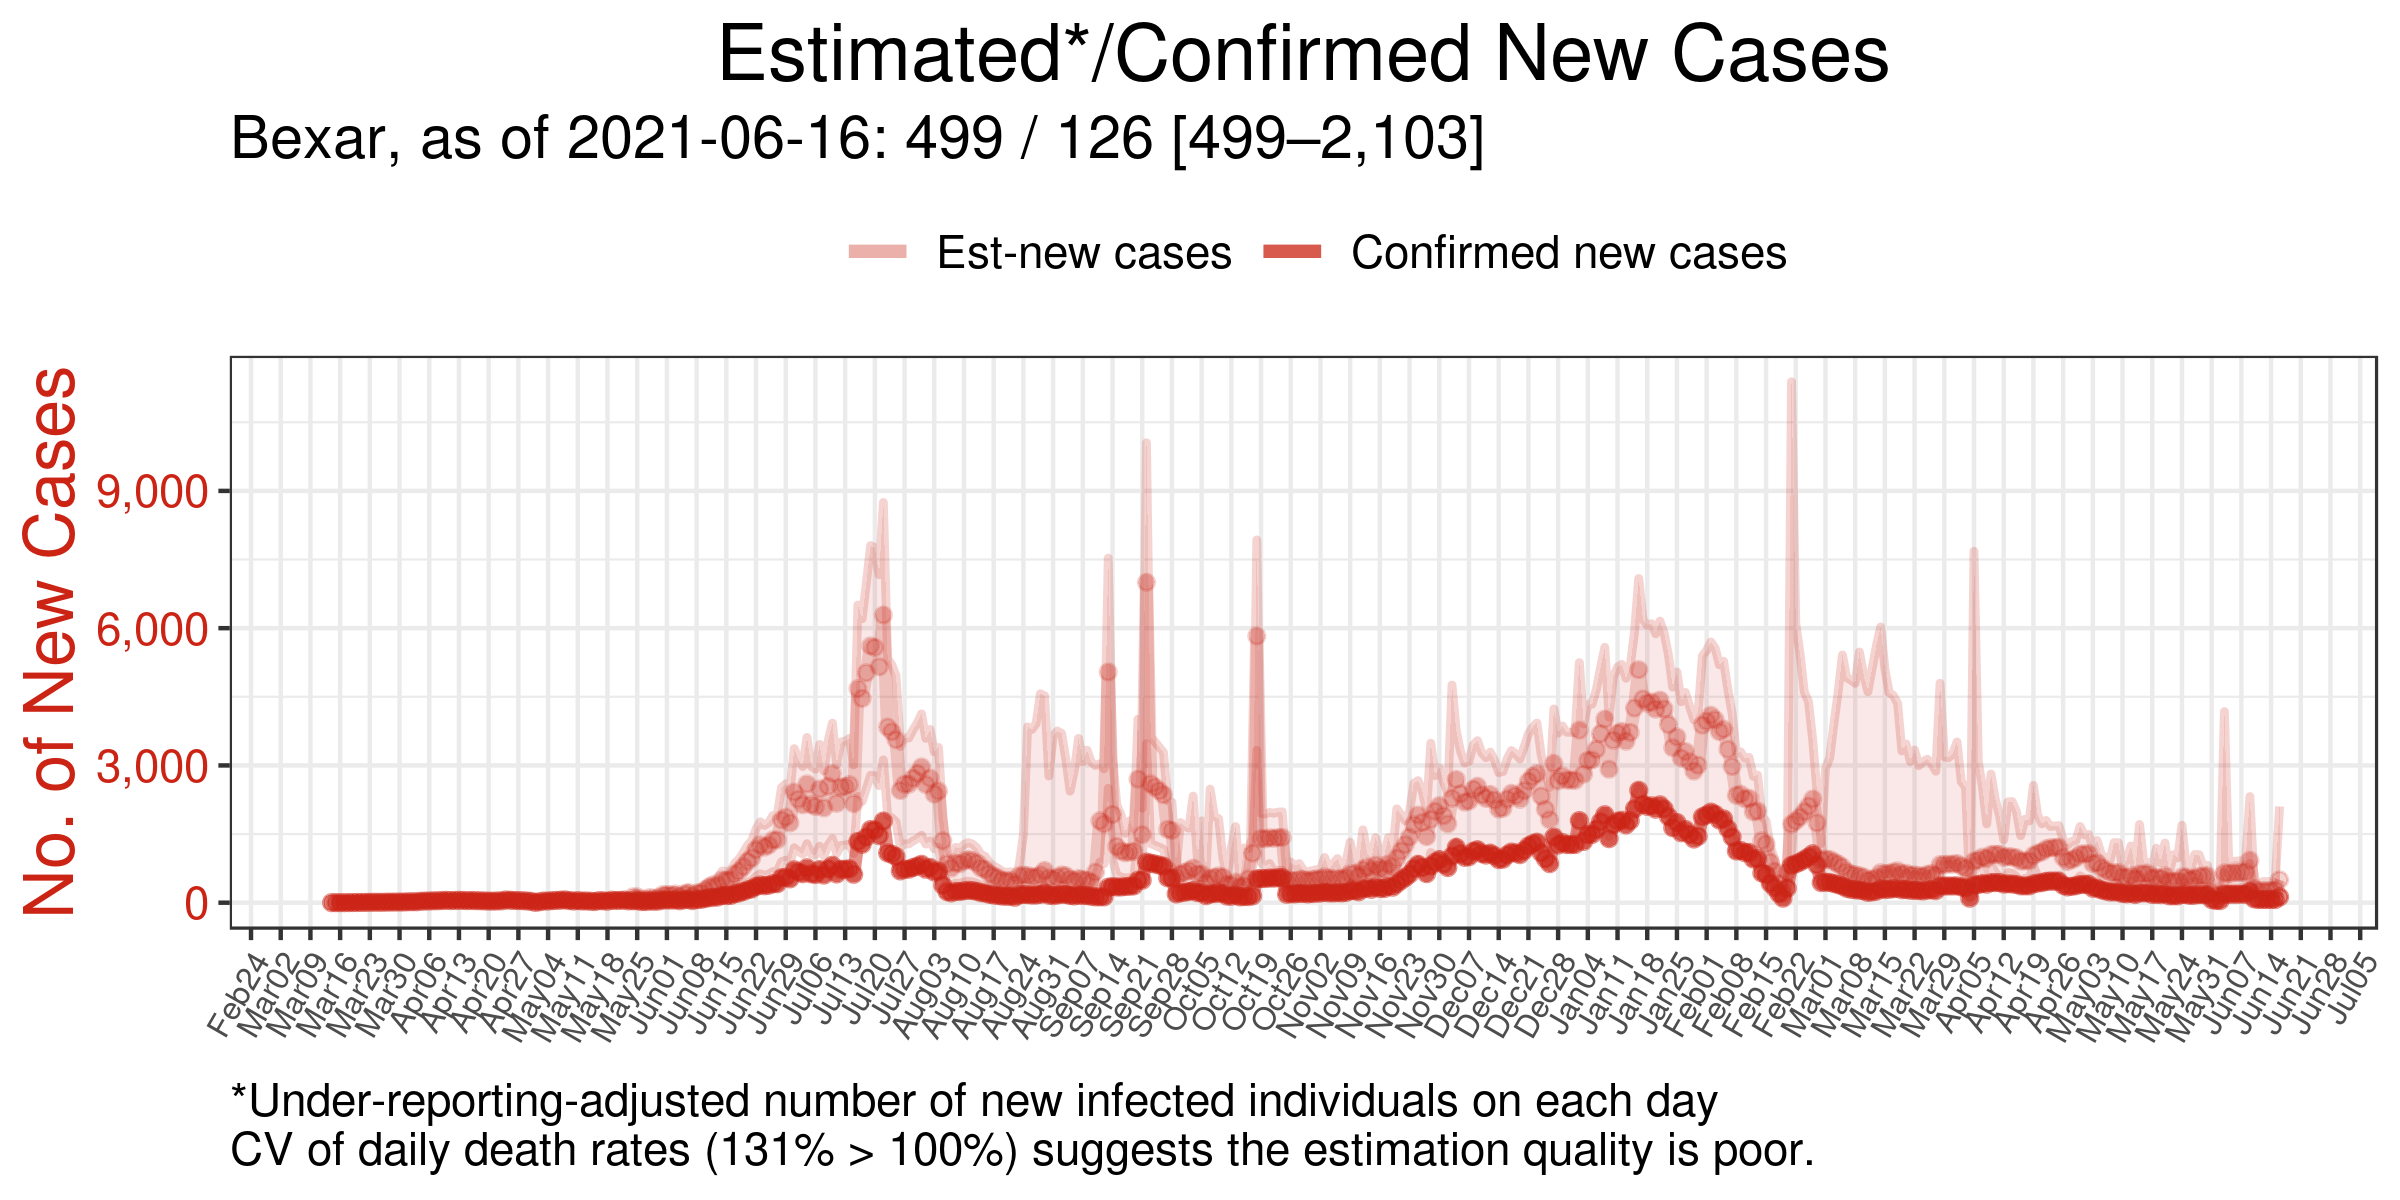 Estimated*/Confirmed New Cases
Bexar, as of 2021-06-16: 499 / 126 [499–2,103]
Est-new cases Confirmed new cases
No. of New Cases
9,000
6,000
3,000
0
Feb24 Mar02 Mar09 Mar16 Mar23 Mar30 Apr06 Apr13 Apr20 Apr27 May04 May11 May18 May25 Jun01 Jun08 Jun15 Jun22 Jun29 Jul06 Jul13 Jul20 Jul27 Aug03 Aug10 Aug17 Aug24 Aug31 Sep07 Sep14 Sep21 Sep28 Oct05 Oct12 Oct19 Oct26 Nov02 Nov09 Nov16 Nov23 Nov30 Dec07 Dec14 Dec21 Dec28 Jan04 Jan11 Jan18 Jan25 Feb01 Feb08 Feb15 Feb22 Mar01 Mar08 Mar15 Mar22 Mar29 Apr05 Apr12 Apr19 Apr26 May03 May10 May17 May24 May31 Jun07 Jun14 Jun21 Jun28 Jul05
*Under-reporting-adjusted number of new infected individuals on each day
CV of daily death rates (131% > 100%) suggests the estimation quality is poor.